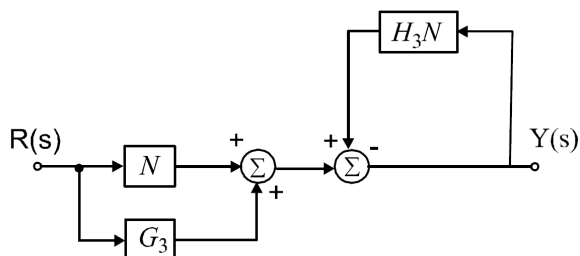 H₃N
R(s)
+
+
-
Y(s)
N
Σ
Σ
+
G₃